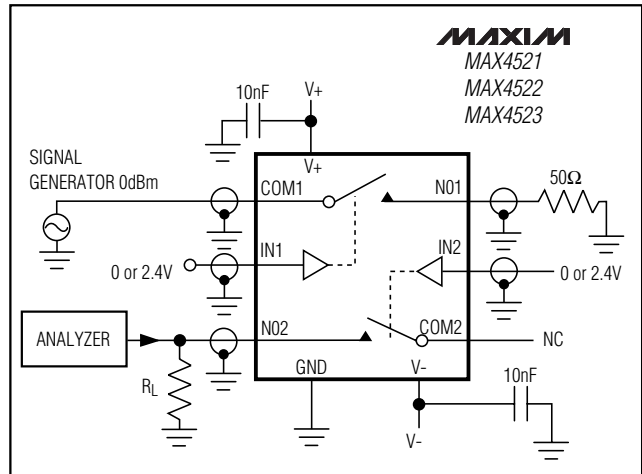 MAXIM
MAX4521
MAX4522
MAX4523
10nF
V+
SIGNAL
GENERATOR 0dBm
V+
COM1
N01
50Ω
IN1
IN2
0 or 2.4V
0 or 2.4V
ANALYZER
N02
COM2
NC
RL
GND
V-
10nF
V-